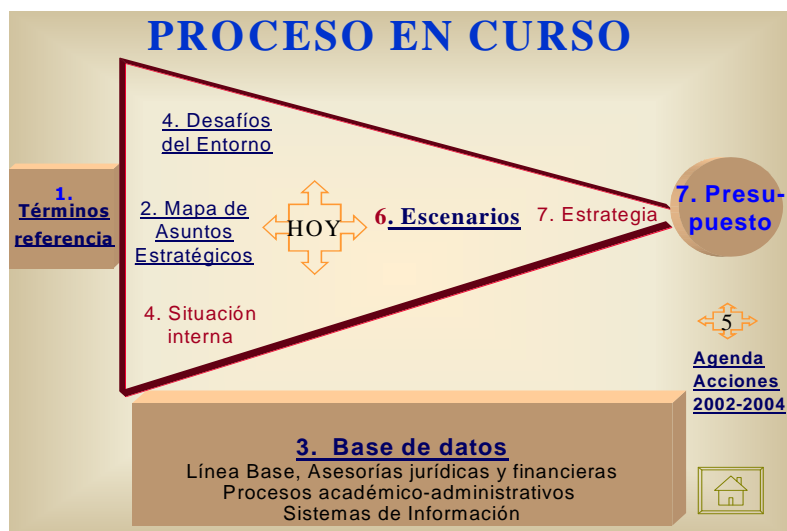 PROCESO EN CURSO
4. Desafíos
del Entorno
1.
Términos
referencia
2. Mapa de
Asuntos
Estratégicos
HOY
6. Escenarios
7. Estrategia
7. Presu-
puesto
4. Situación
interna
5
Agenda
Acciones
2002-2004
3. Base de datos
Línea Base, Asesorías jurídicas y financieras
Procesos académico-administrativos
Sistemas de Información